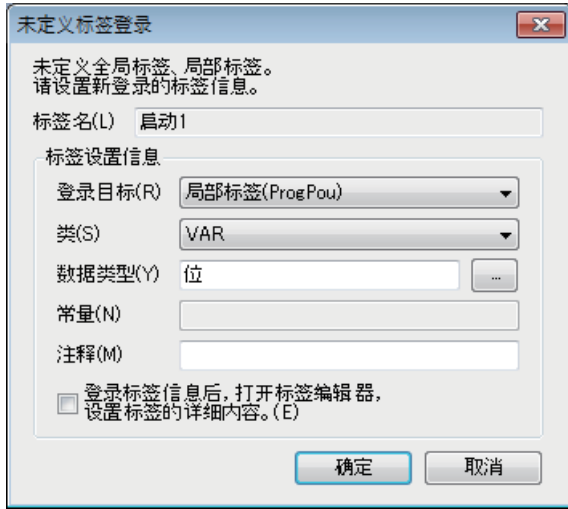 未定义标签登录
未定义全局标签、局部标签。
请设置新登录的标签信息。
标签名(L) 启动1
标签设置信息
登录目标(R) 局部标签(ProgPou)
类(S) VAR
数据类型(Y) 位 ...
常量(N)
注释(M)
登录标签信息后,打开标签编辑器,
设置标签的详细内容。(E)
确定 取消